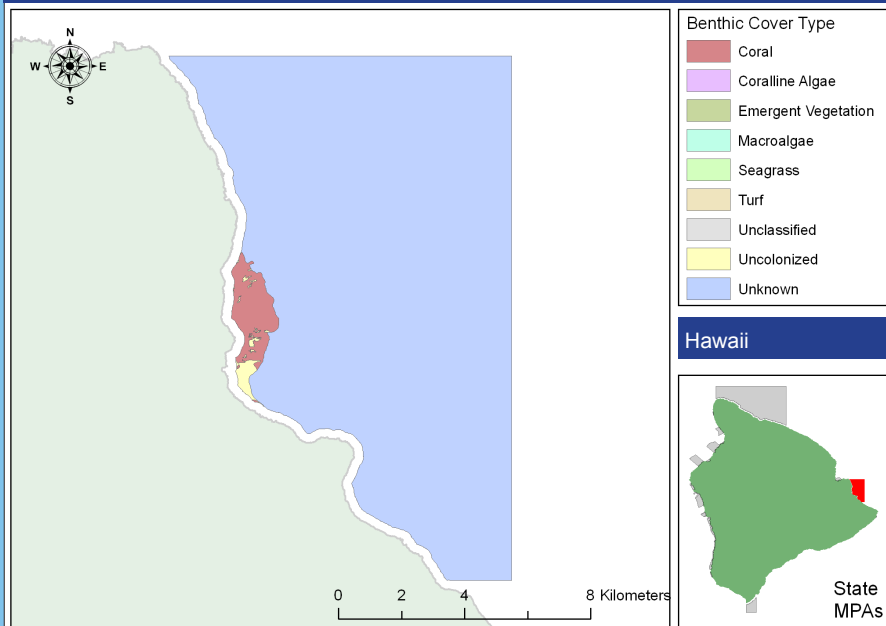 N
W E
S
0 2 4 8 Kilometers
Benthic Cover Type
Coral
Coralline Algae
Emergent Vegetation
Macroalgae
Seagrass
Turf
Unclassified
Uncolonized
Unknown
Hawaii
State
MPAs